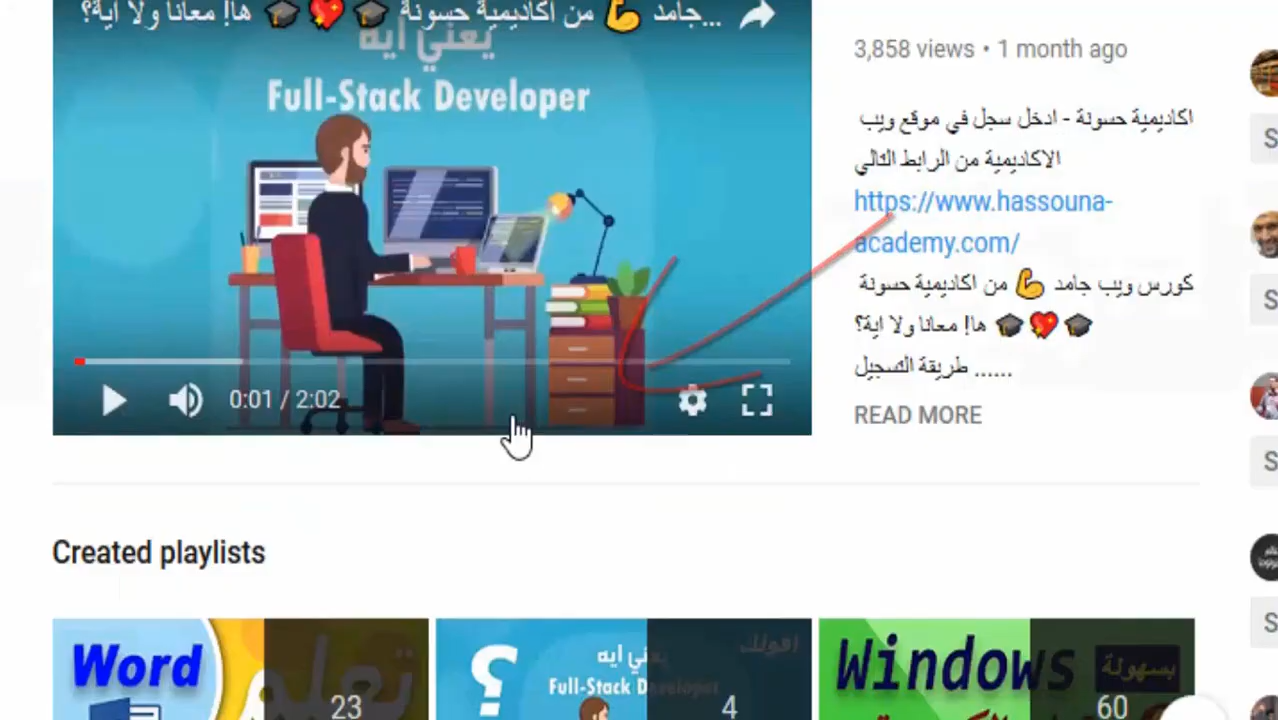 جامد 💪 من اكاديمية حسونة 🎓💖🎓 ها! معانا ولا اية؟...
يعني ايه
Full-Stack Developer
0:01 / 2:02
3,858 views • 1 month ago
اكاديمية حسونة - ادخل سجل في موقع ويب
الاكاديمية من الرابط التالي
https://www.hassouna-
academy.com/
كورس ويب جامد 💪 من اكاديمية حسونة
🎓💖🎓 ها! معانا ولا اية؟
طريقة التسجيل ......
READ MORE
S
S
S
S
Created playlists
Word
تعلم
23
؟
يعني ايه
اقولك
Full-Stack Developer
4
Windows
بسهولة
60